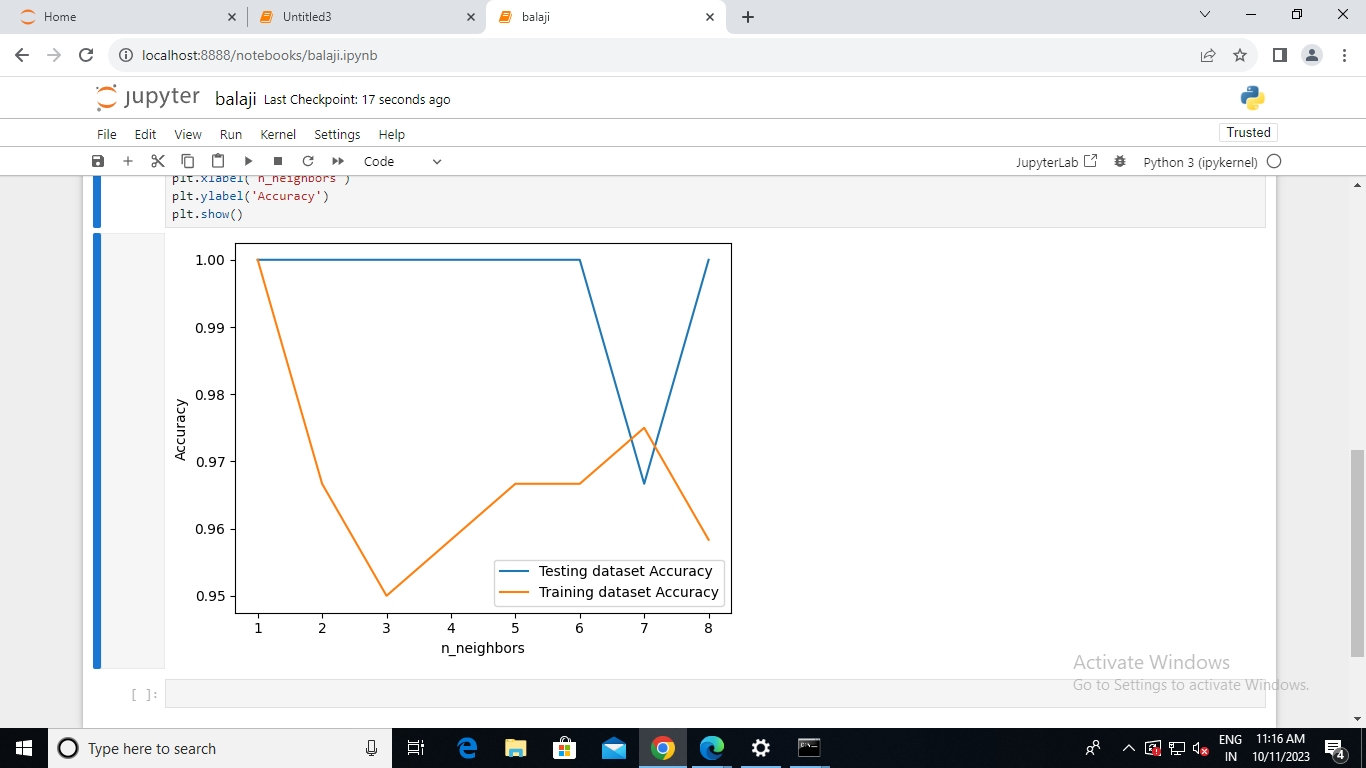 Home
Untitled3
balaji
localhost:8888/notebooks/balaji.ipynb
jupyter balaji Last Checkpoint: 17 seconds ago
File Edit View Run Kernel Settings Help
Trusted
Code
JupyterLab
Python 3 (ipykernel)
plt.xlabel('n_neighbors')
plt.ylabel('Accuracy')
plt.show()
1.00
0.99
0.98
0.97
0.96
0.95
Accuracy
Testing dataset Accuracy
Training dataset Accuracy
1 2 3 4 5 6 7 8
n_neighbors
[ ]:
Activate Windows
Go to Settings to activate Windows.
Type here to search
ENG
IN
11:16 AM
10/11/2023
4